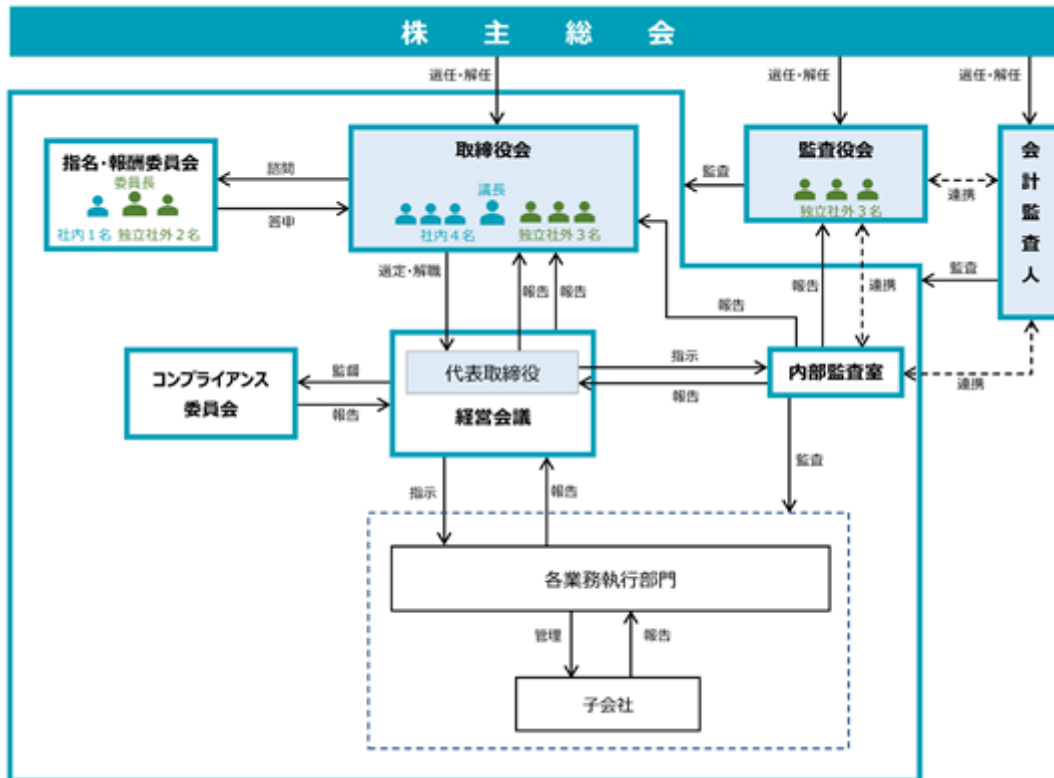 株主総会
選任・解任
選任・解任
選任・解任
指名・報酬委員会
委員長
社内1名 独立社外2名
諮問
答申
取締役会
議長
社内4名
独立社外3名
監査
監査役会
独立社外3名
連携
会計監査人
選定・解職
報告
報告
報告
報告
連携
監査
コンプライアンス
委員会
監督
報告
代表取締役
経営会議
指示
報告
内部監査室
連携
指示
報告
監査
各業務執行部門
管理
報告
子会社